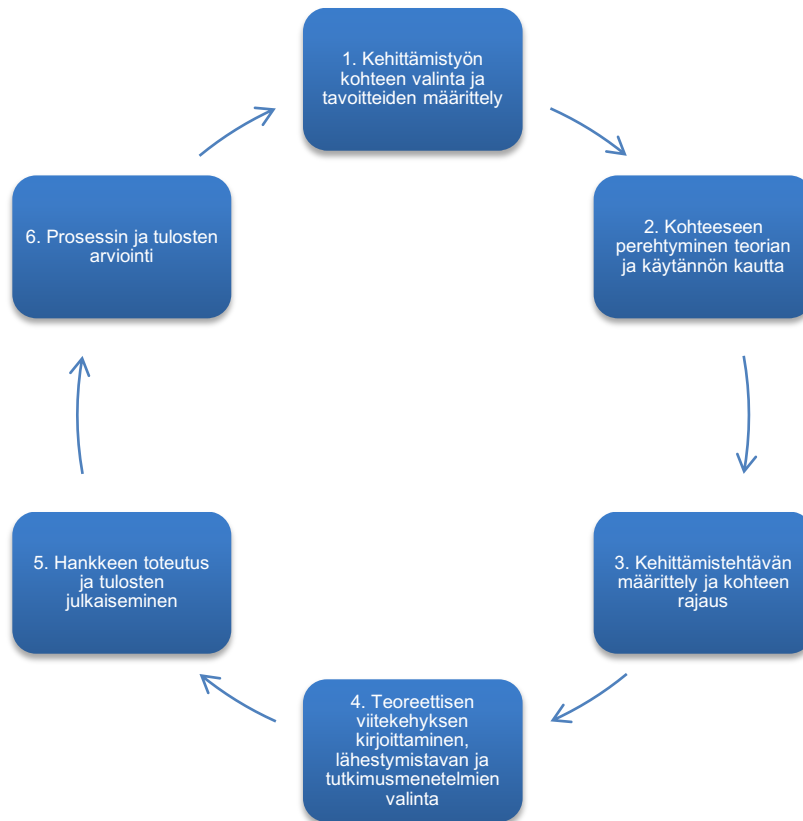 1. Kehittämistyön
kohteen valinta ja
tavoitteiden määrittely
2. Kohteeseen
perehtyminen teorian
ja käytännön kautta
3. Kehittämistehtävän
määrittely ja kohteen
rajaus
4. Teoreettisen
viitekehyksen
kirjoittaminen,
lähestymistavan ja
tutkimusmenetelmien
valinta
5. Hankkeen toteutus
ja tulosten
julkaiseminen
6. Prosessin ja tulosten
arviointi